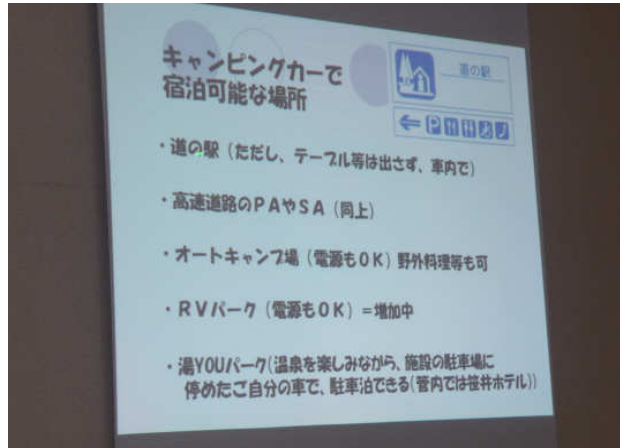 キャンピングカーで
宿泊可能な場所
道の駅
P
・道の駅（ただし、テーブル等は出さず、車内で）
・高速道路のPAやSA（同上）
・オートキャンプ場（電源もOK）野外料理等も可
・RVパーク（電源もOK）＝増加中
・湯YOUパーク(温泉を楽しみながら、施設の駐車場に
停めたご自分の車で、駐車泊できる(管内では笹井ホテル))